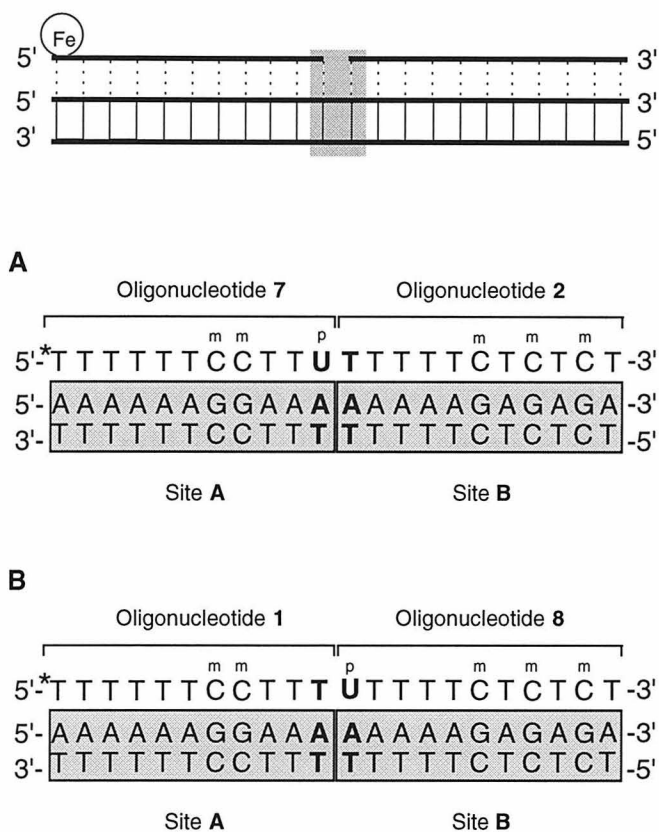 Fe
5' 3'
5' 3'
3' 5'
A
Oligonucleotide 7 Oligonucleotide 2
m m p m m m
5'-*T T T T T T C C T T U T T T T T C T C T C T -3'
5'- A A A A A A G G A A A A A A A A G A G A G A -3'
3'- T T T T T T C C T T T T T T T T C T C T C T -5'
Site A Site B
B
Oligonucleotide 1 Oligonucleotide 8
m m p m m m
5'-*T T T T T T C C T T T U T T T T C T C T C T -3'
5'- A A A A A A G G A A A A A A A A G A G A G A -3'
3'- T T T T T T C C T T T T T T T T C T C T C T -5'
Site A Site B